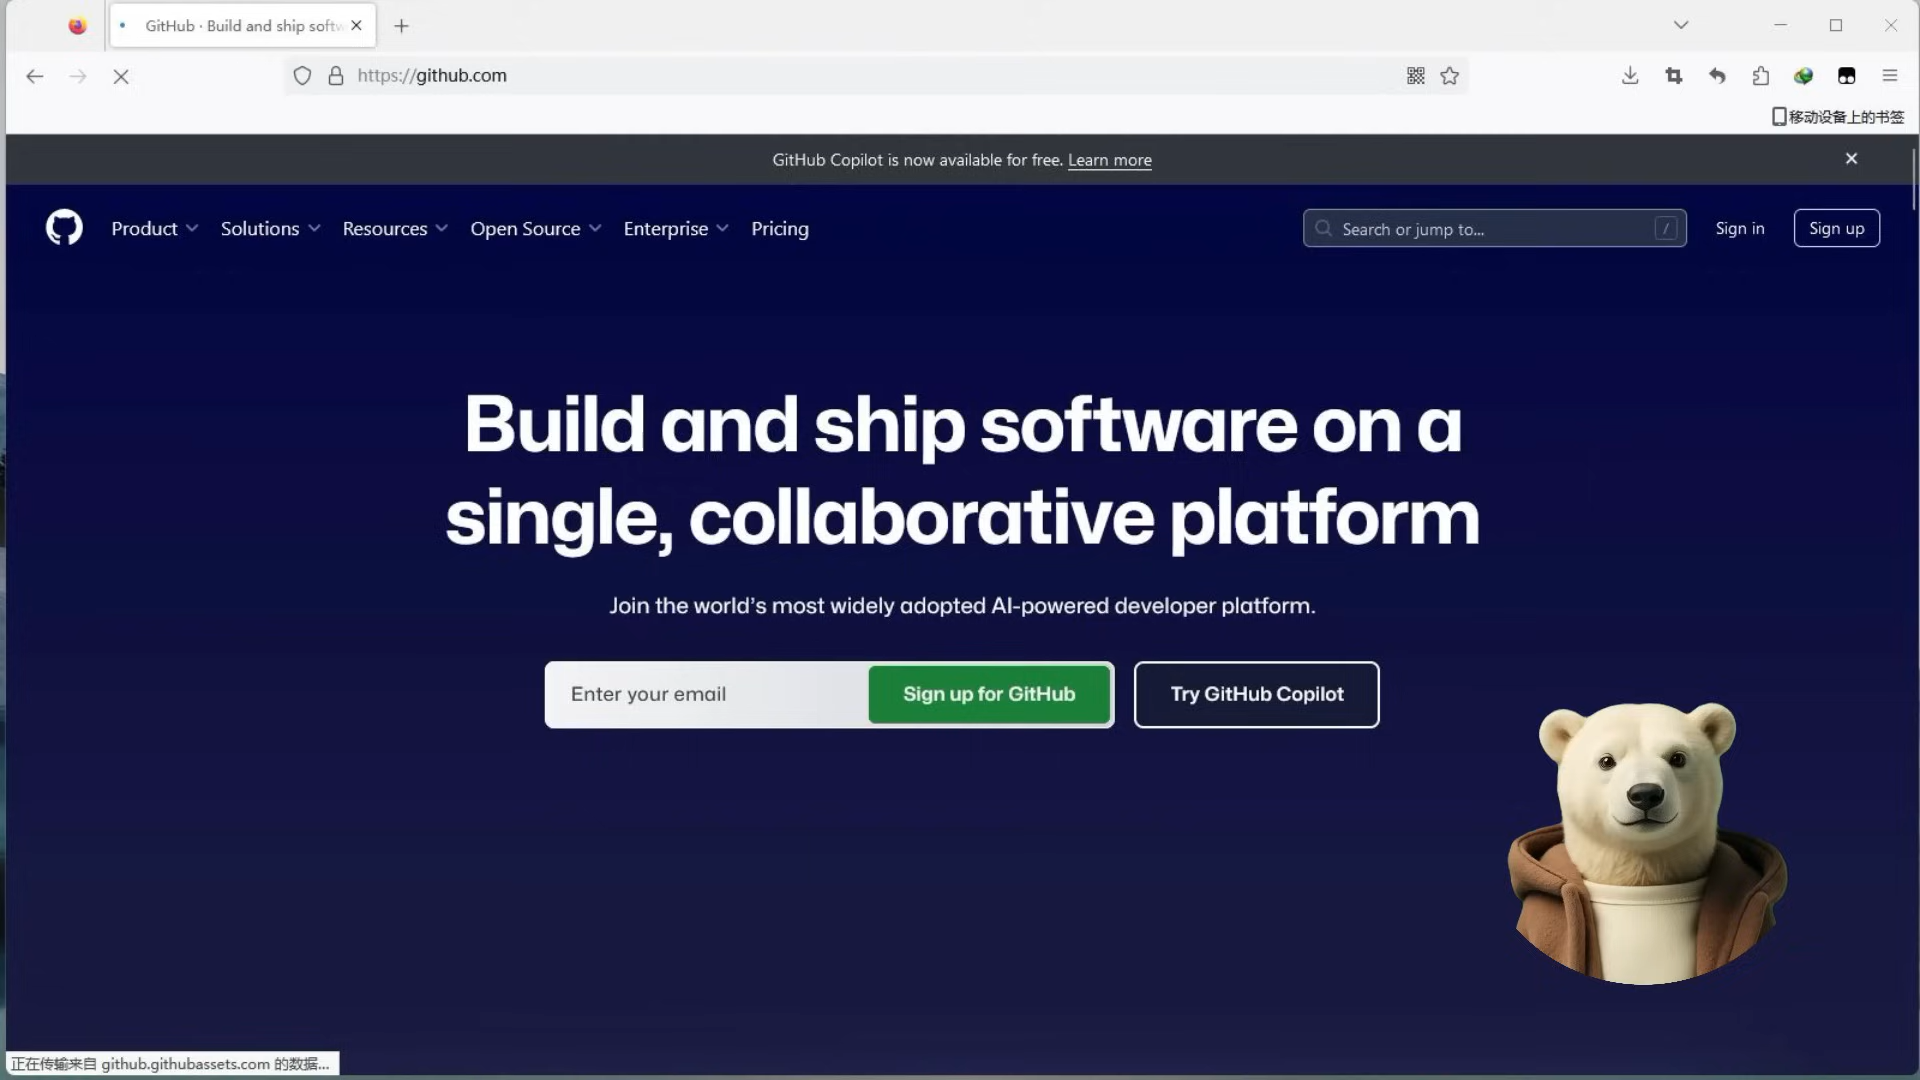 GitHub · Build and ship softw
https://github.com
移动设备上的书签
GitHub Copilot is now available for free. Learn more
Product
Solutions
Resources
Open Source
Enterprise
Pricing
Search or jump to...
/
Sign in
Sign up
Build and ship software on a
single, collaborative platform
Join the world’s most widely adopted AI-powered developer platform.
Enter your email
Sign up for GitHub
Try GitHub Copilot
正在传输来自 github.githubassets.com 的数据...